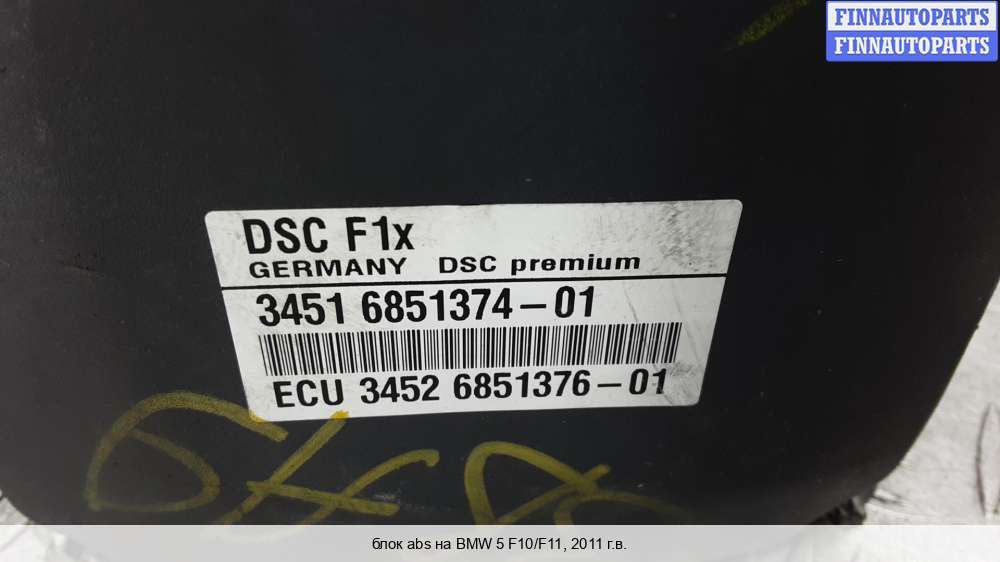 FINNAUTOPARTS
FINNAUTOPARTS
DSC F1x
GERMANY DSC premium
3451 6851374-01
ECU 3452 6851376-01
блок abs на BMW 5 F10/F11, 2011 г.в.